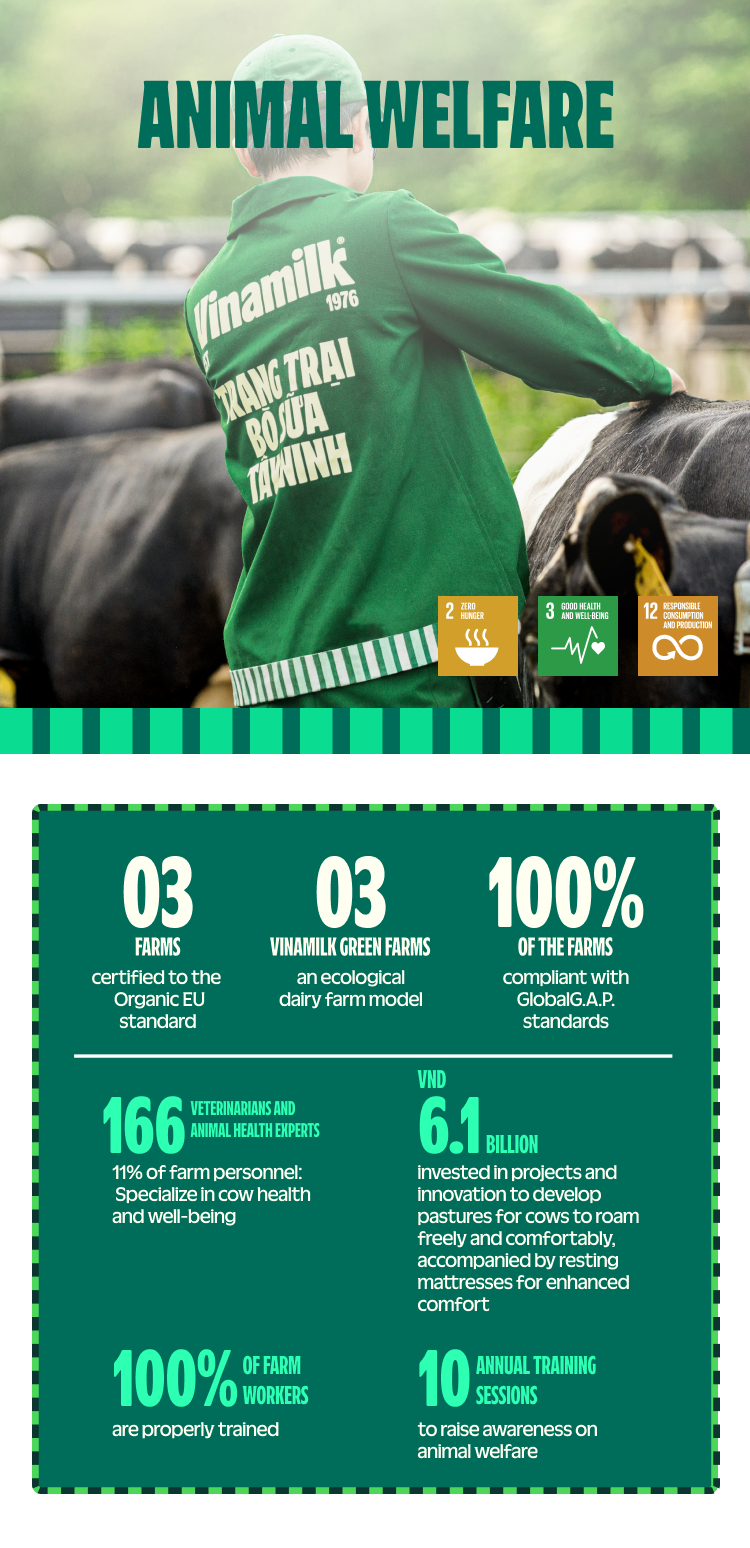 ANIMAL WELFARE
Vinamilk®
1976
TRANG TRẠI
BÒ SỮA
TÂY NINH
2 ZERO
HUNGER
3 GOOD HEALTH
AND WELL-BEING
12 RESPONSIBLE
CONSUMPTION
AND PRODUCTION
03
FARMS
certified to the
Organic EU
standard
03
VINAMILK GREEN FARMS
an ecological
dairy farm model
100%
OF THE FARMS
compliant with
GlobalG.A.P.
standards
166 VETERINARIANS AND
ANIMAL HEALTH EXPERTS
11% of farm personnel:
Specialize in cow health
and well-being
VND
6.1 BILLION
invested in projects and
innovation to develop
pastures for cows to roam
freely and comfortably,
accompanied by resting
mattresses for enhanced
comfort
100% OF FARM
WORKERS
are properly trained
10 ANNUAL TRAINING
SESSIONS
to raise awareness on
animal welfare